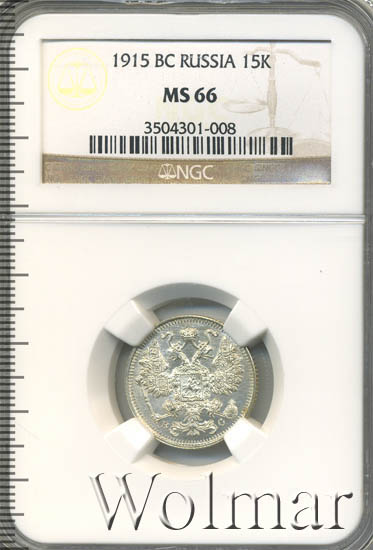 1915 BC RUSSIA 15K
MS 66
3504301-008
NGC
Wolmar